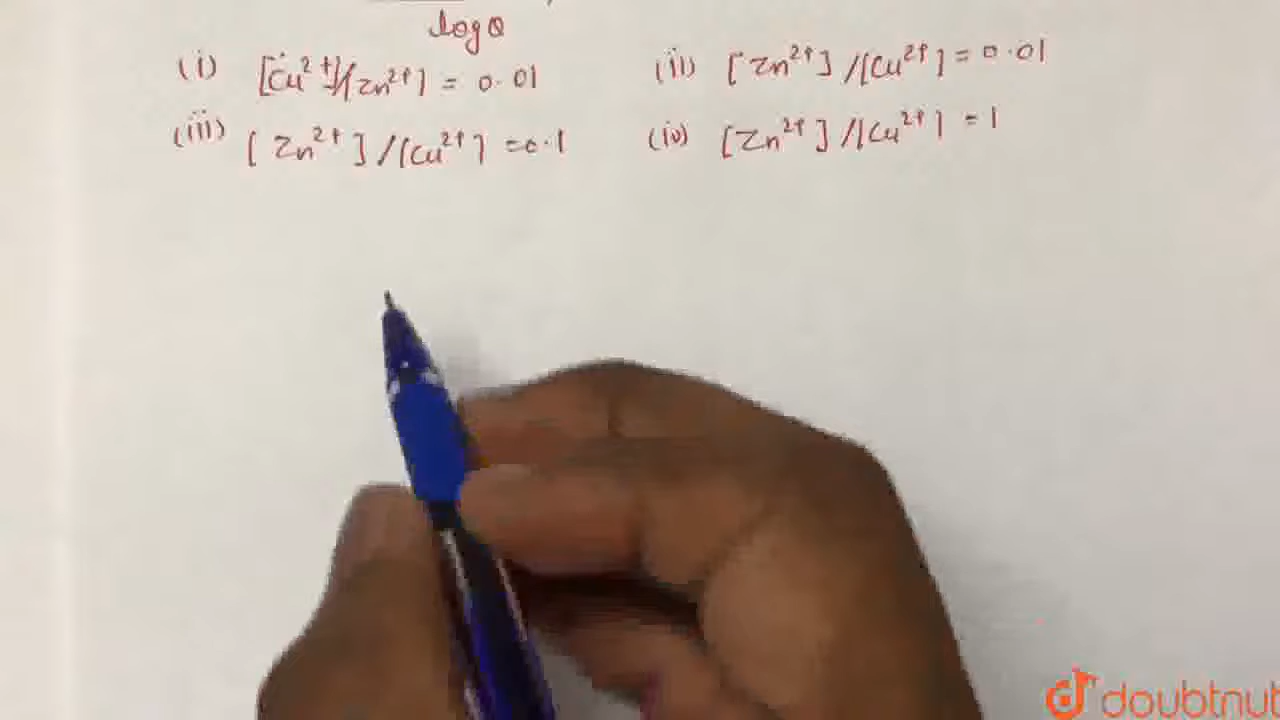 log Q
(i) [Cu²⁺]/[Zn²⁺] = 0.01 (ii) [Zn²⁺]/[Cu²⁺] = 0.01
(iii) [Zn²⁺]/[Cu²⁺] = 0.1 (iv) [Zn²⁺]/[Cu²⁺] = 1
doubtnut